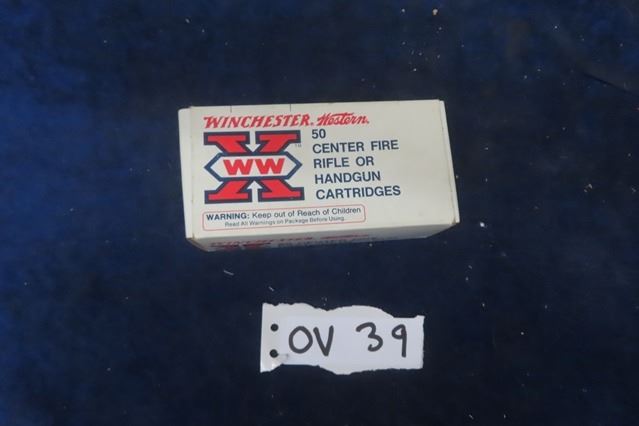 WINCHESTER. Western.
X
WW
TM
50
CENTER FIRE
RIFLE OR
HANDGUN
CARTRIDGES
WARNING: Keep out of Reach of Children
Read All Warnings on Package Before Using.
OV 39